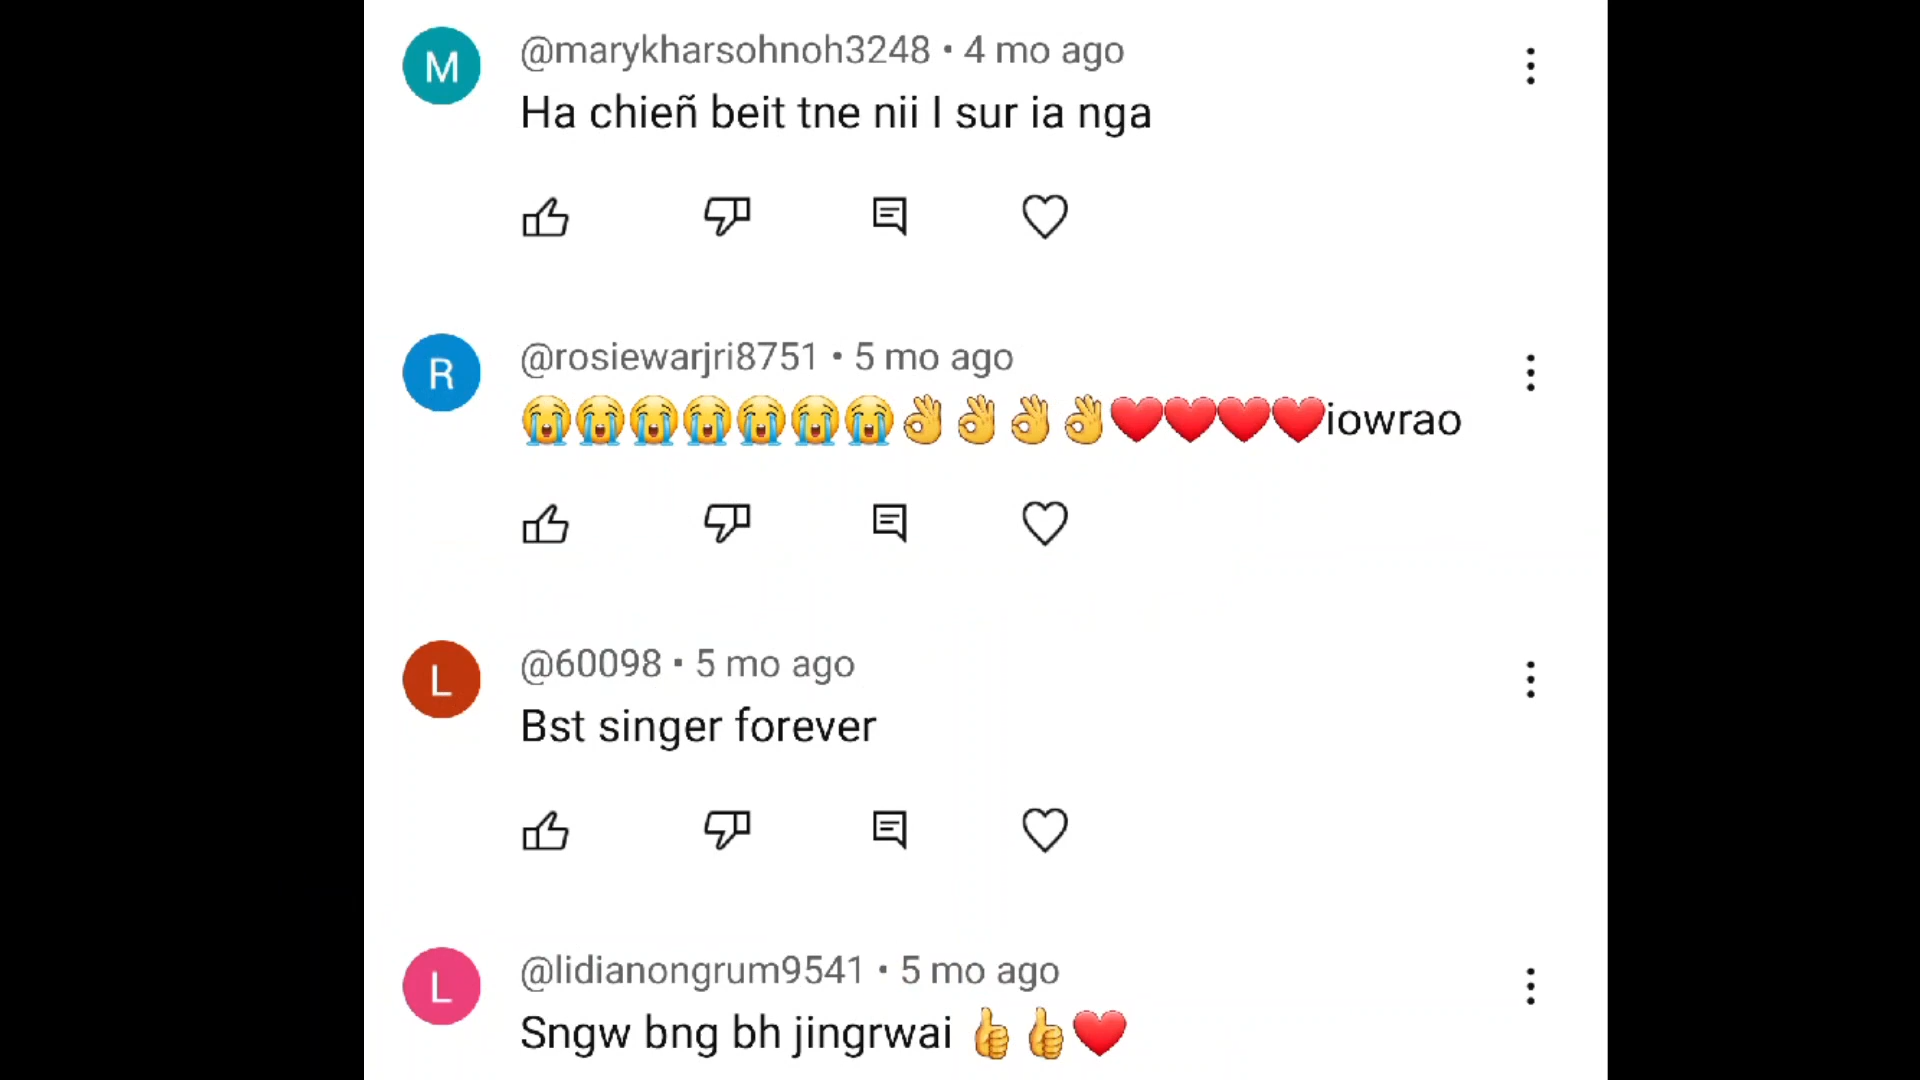 M
@marykharsohnoh3248 • 4 mo ago
Ha chieñ beit tne nii I sur ia nga
R
@rosiewarjri8751 • 5 mo ago
😭😭😭😭😭😭😭👌👌👌👌❤️❤️❤️❤️iowrao
L
@60098 • 5 mo ago
Bst singer forever
L
@lidianongrum9541 • 5 mo ago
Sngw bng bh jingrwai 👍👍❤️